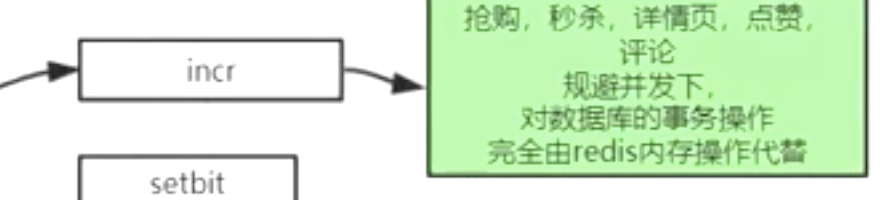 incr
抢购，秒杀，详情页，点赞，
评论
规避并发下，
对数据库的事务操作
完全由redis内存操作代替
setbit